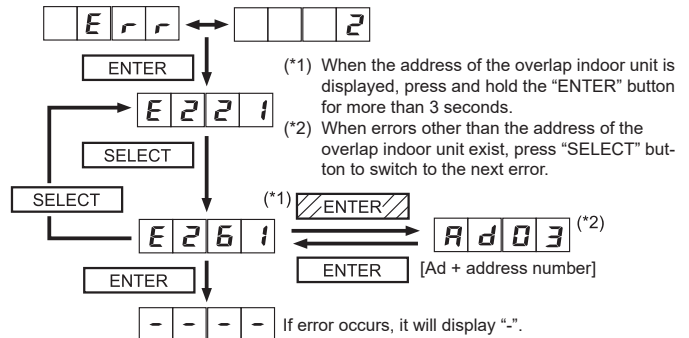 Err 2
ENTER
(*1) When the address of the overlap indoor unit is
displayed, press and hold the “ENTER” button
for more than 3 seconds.
(*2) When errors other than the address of the
overlap indoor unit exist, press “SELECT” but-
ton to switch to the next error.
E221
SELECT
SELECT
(*1) ENTER
E261
Ad03 (*2)
ENTER
[Ad + address number]
ENTER
---- If error occurs, it will display “-”.